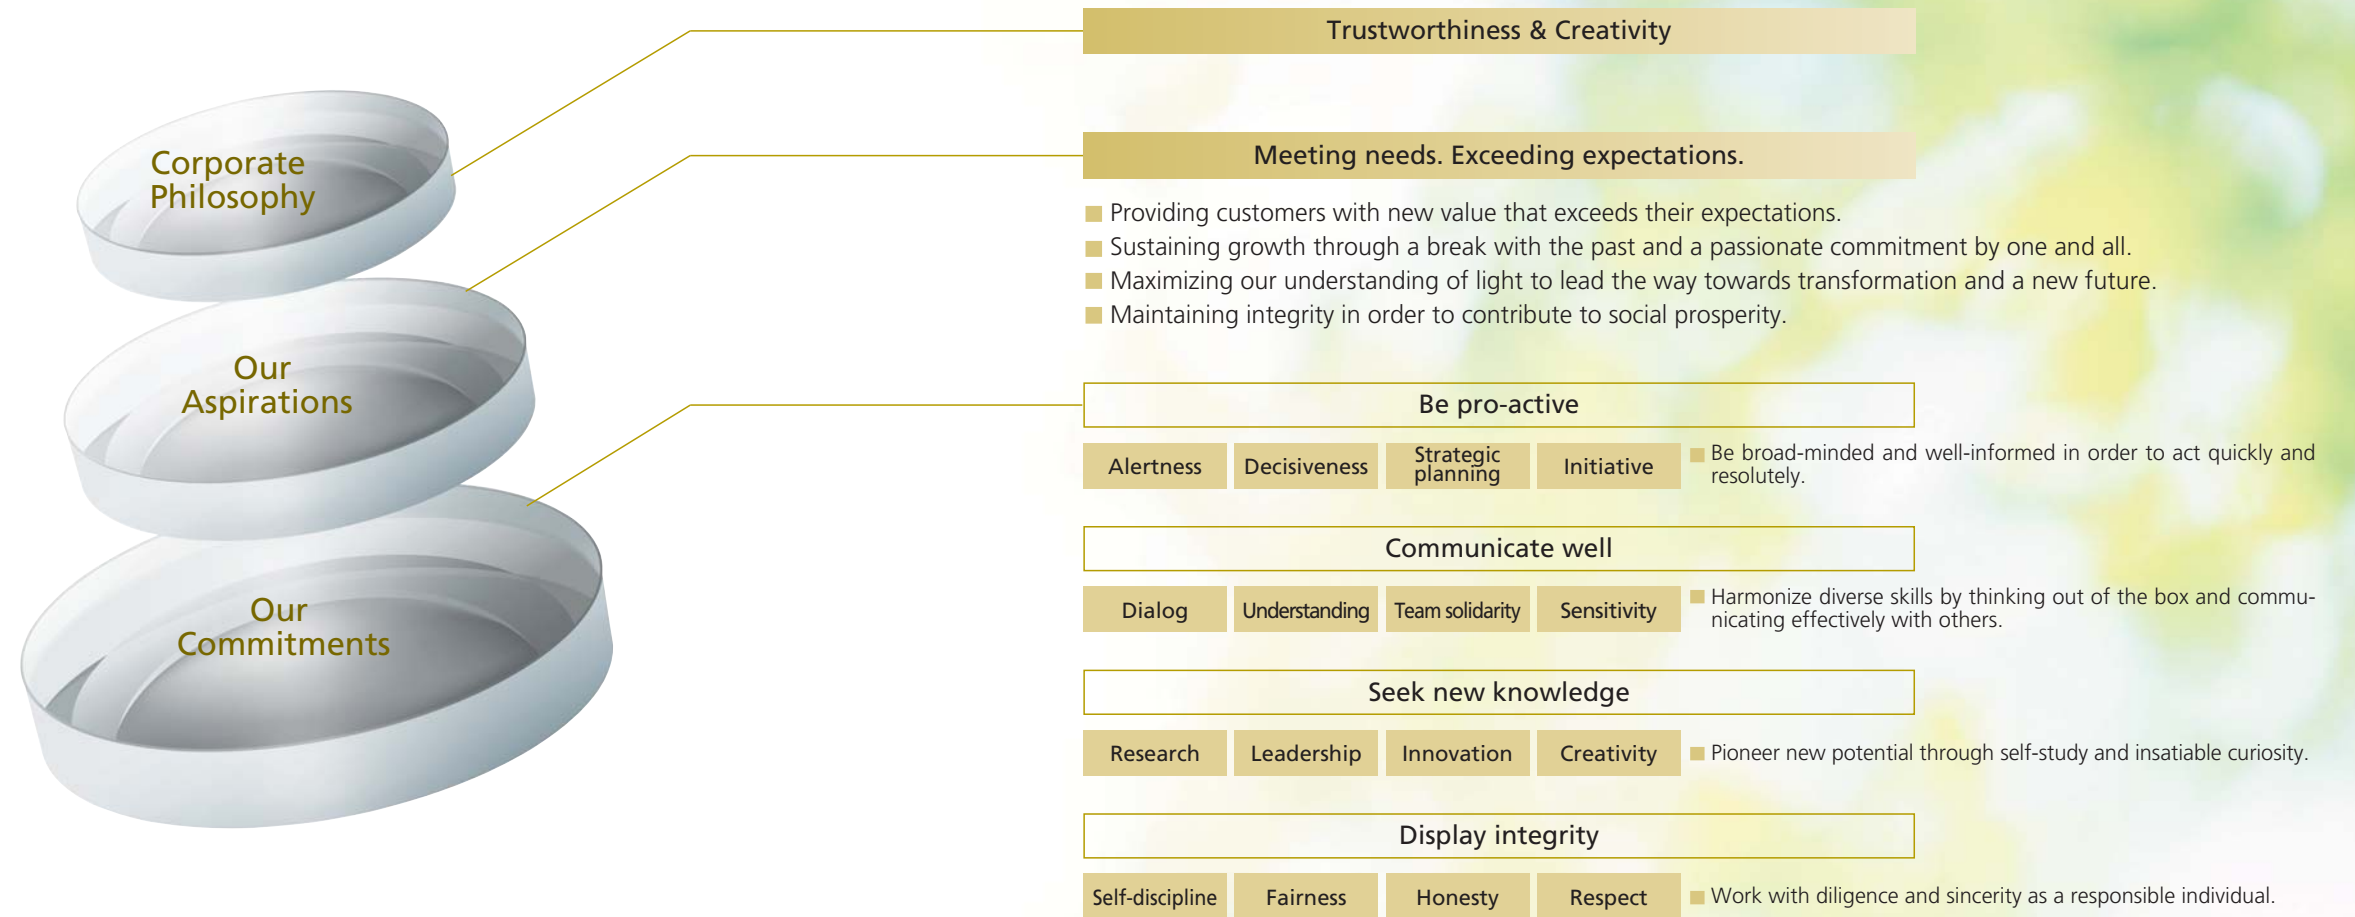 Corporate
Philosophy
Trustworthiness & Creativity
Our
Aspirations
Meeting needs. Exceeding expectations.
Providing customers with new value that exceeds their expectations.
Sustaining growth through a break with the past and a passionate commitment by one and all.
Maximizing our understanding of light to lead the way towards transformation and a new future.
Maintaining integrity in order to contribute to social prosperity.
Our
Commitments
Be pro-active
Alertness
Decisiveness
Strategic
planning
Initiative
Be broad-minded and well-informed in order to act quickly and
resolutely.
Communicate well
Dialog
Understanding
Team solidarity
Sensitivity
Harmonize diverse skills by thinking out of the box and commu-
nicating effectively with others.
Seek new knowledge
Research
Leadership
Innovation
Creativity
Pioneer new potential through self-study and insatiable curiosity.
Display integrity
Self-discipline
Fairness
Honesty
Respect
Work with diligence and sincerity as a responsible individual.